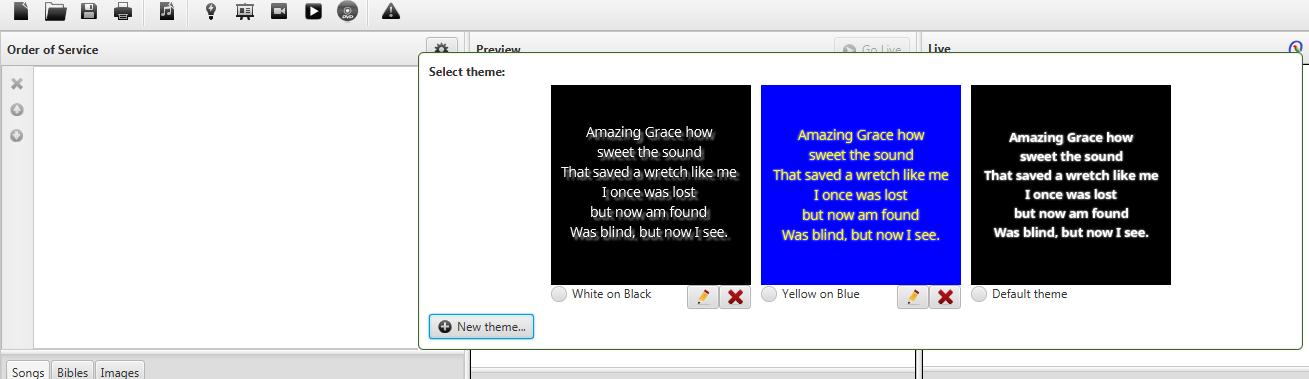 DVD
Order of Service
Preview
Go Live
Live
Select theme:
Amazing Grace how
sweet the sound
That saved a wretch like me
I once was lost
but now am found
Was blind, but now I see.
Amazing Grace how
sweet the sound
That saved a wretch like me
I once was lost
but now am found
Was blind, but now I see.
Amazing Grace how
sweet the sound
That saved a wretch like me
I once was lost
but now am found
Was blind, but now I see.
White on Black
Yellow on Blue
Default theme
New theme...
Songs
Bibles
Images